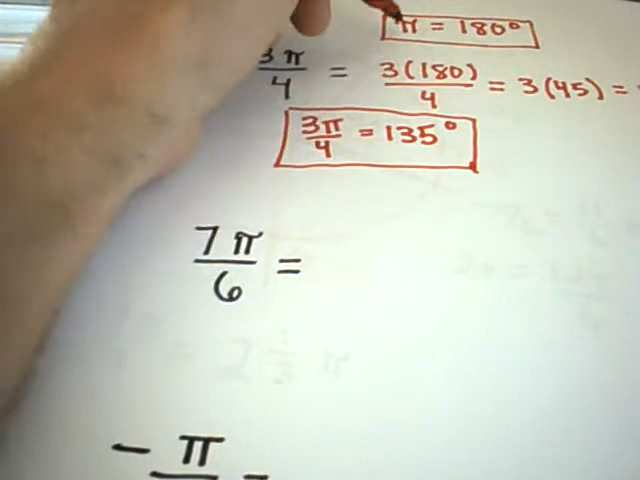 π = 180°
3π/4 = 3(180)/4 = 3(45) =
3π/4 = 135°
7π/6 =
- π